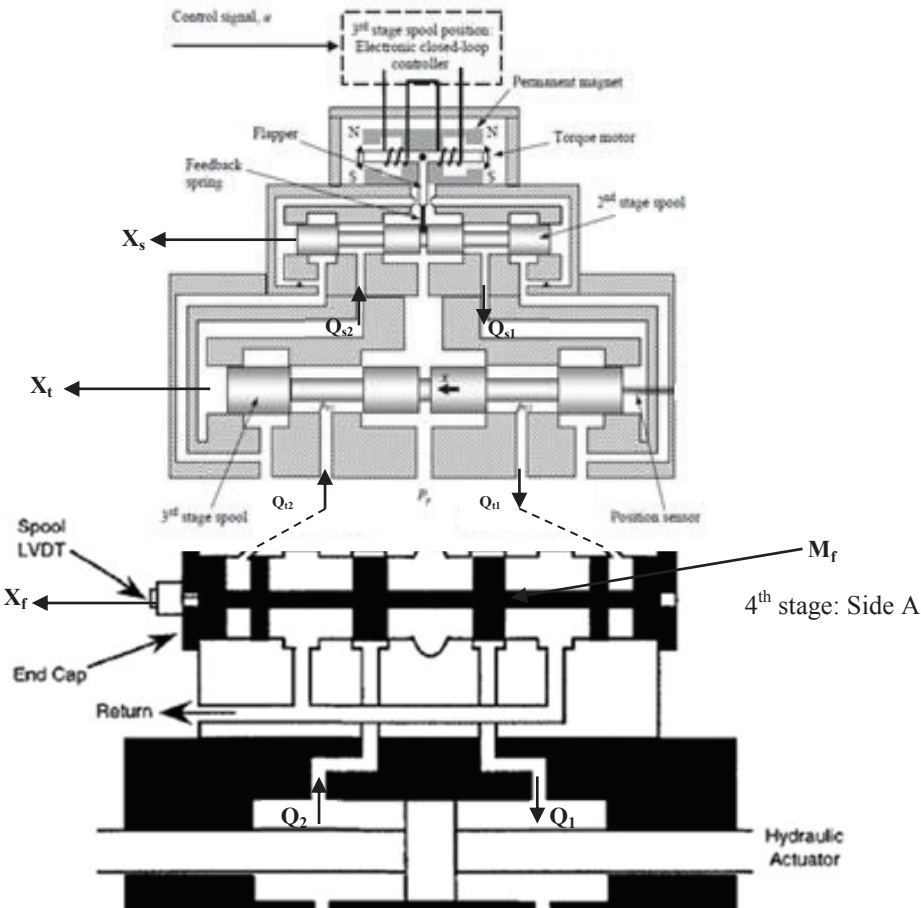 Control signal, u
3rd stage spool position:
Electronic closed-loop
controller
Permanent magnet
N
N
Flapper
Torque motor
Feedback
spring
S
S
2nd stage spool
Xs
Qs2
Qs1
Xt
x
Qt2
Qt1
3rd stage spool
Position sensor
Spool
LVDT
Mf
Xf
4th stage: Side A
End Cap
Return
Q2
Q1
Hydraulic
Actuator